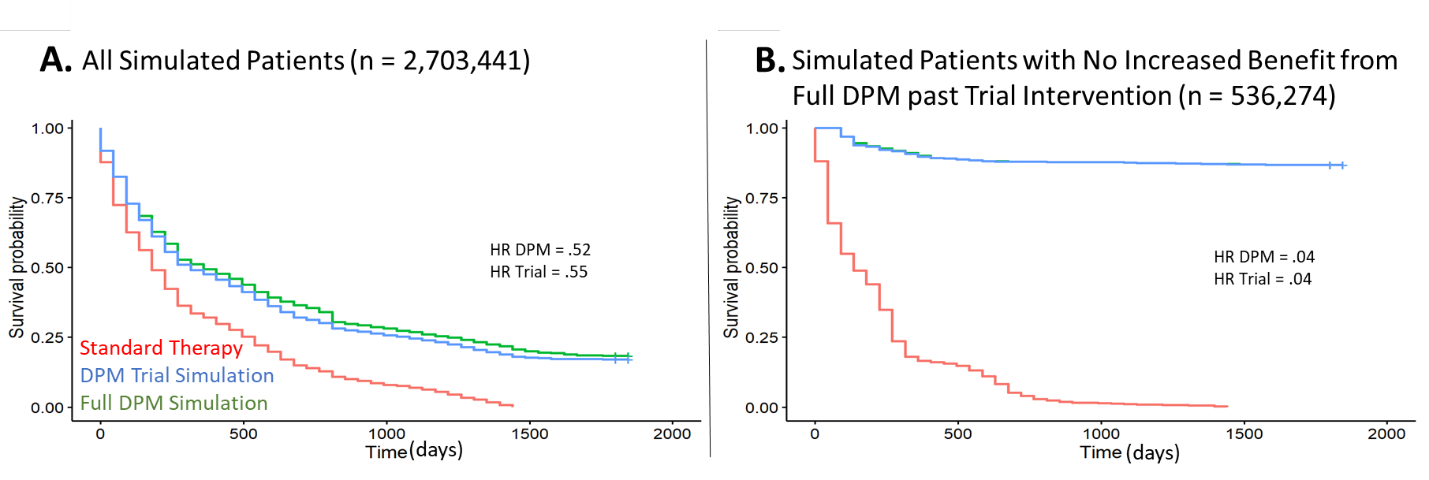 A. All Simulated Patients (n = 2,703,441)
1.00
0.75
0.50
0.25
0.00
Survival probability
HR DPM = .52
HR Trial = .55
Standard Therapy
DPM Trial Simulation
Full DPM Simulation
0
500
1000
1500
2000
Time (days)
B. Simulated Patients with No Increased Benefit from
Full DPM past Trial Intervention (n = 536,274)
1.00
0.75
0.50
0.25
0.00
Survival probability
HR DPM = .04
HR Trial = .04
0
500
1000
1500
2000
Time (days)